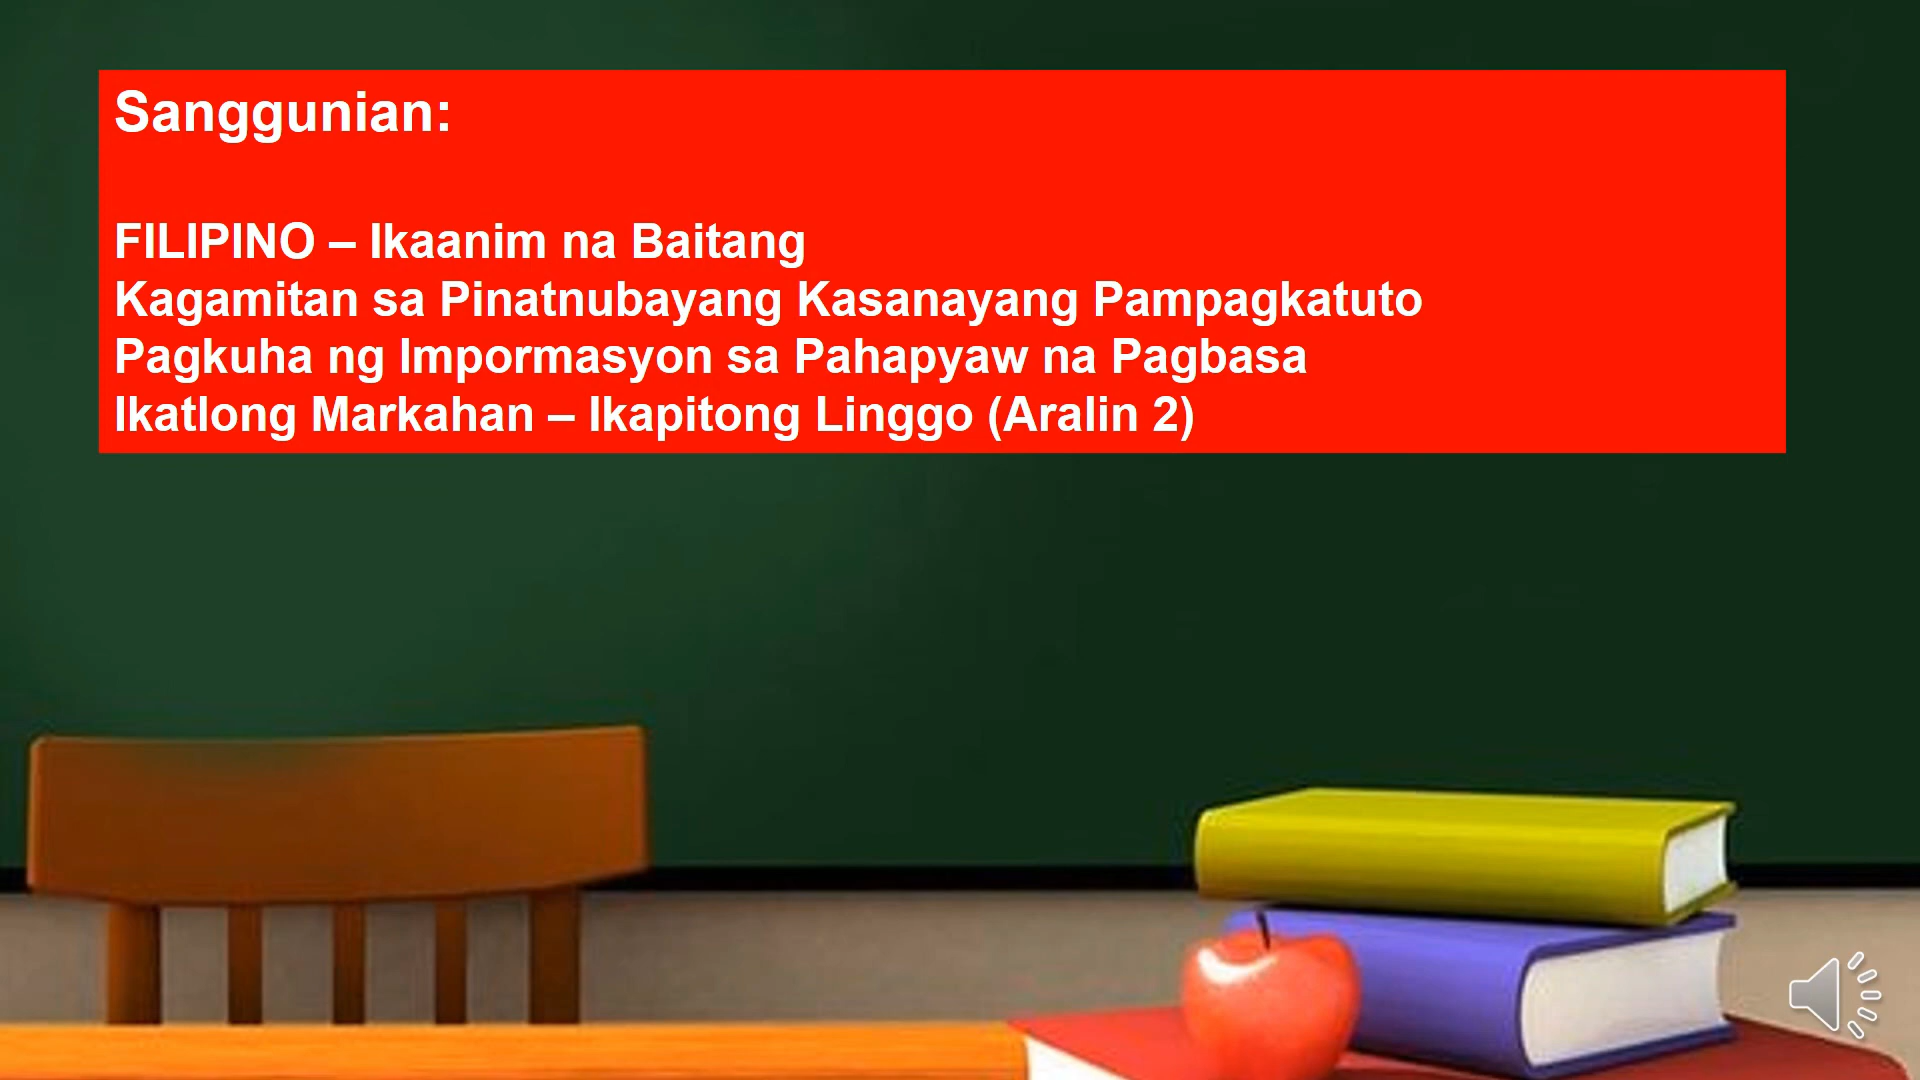 Sanggunian:
FILIPINO – Ikaanim na Baitang
Kagamitan sa Pinatnubayang Kasanayang Pampagkatuto
Pagkuha ng Impormasyon sa Pahapyaw na Pagbasa
Ikatlong Markahan – Ikapitong Linggo (Aralin 2)